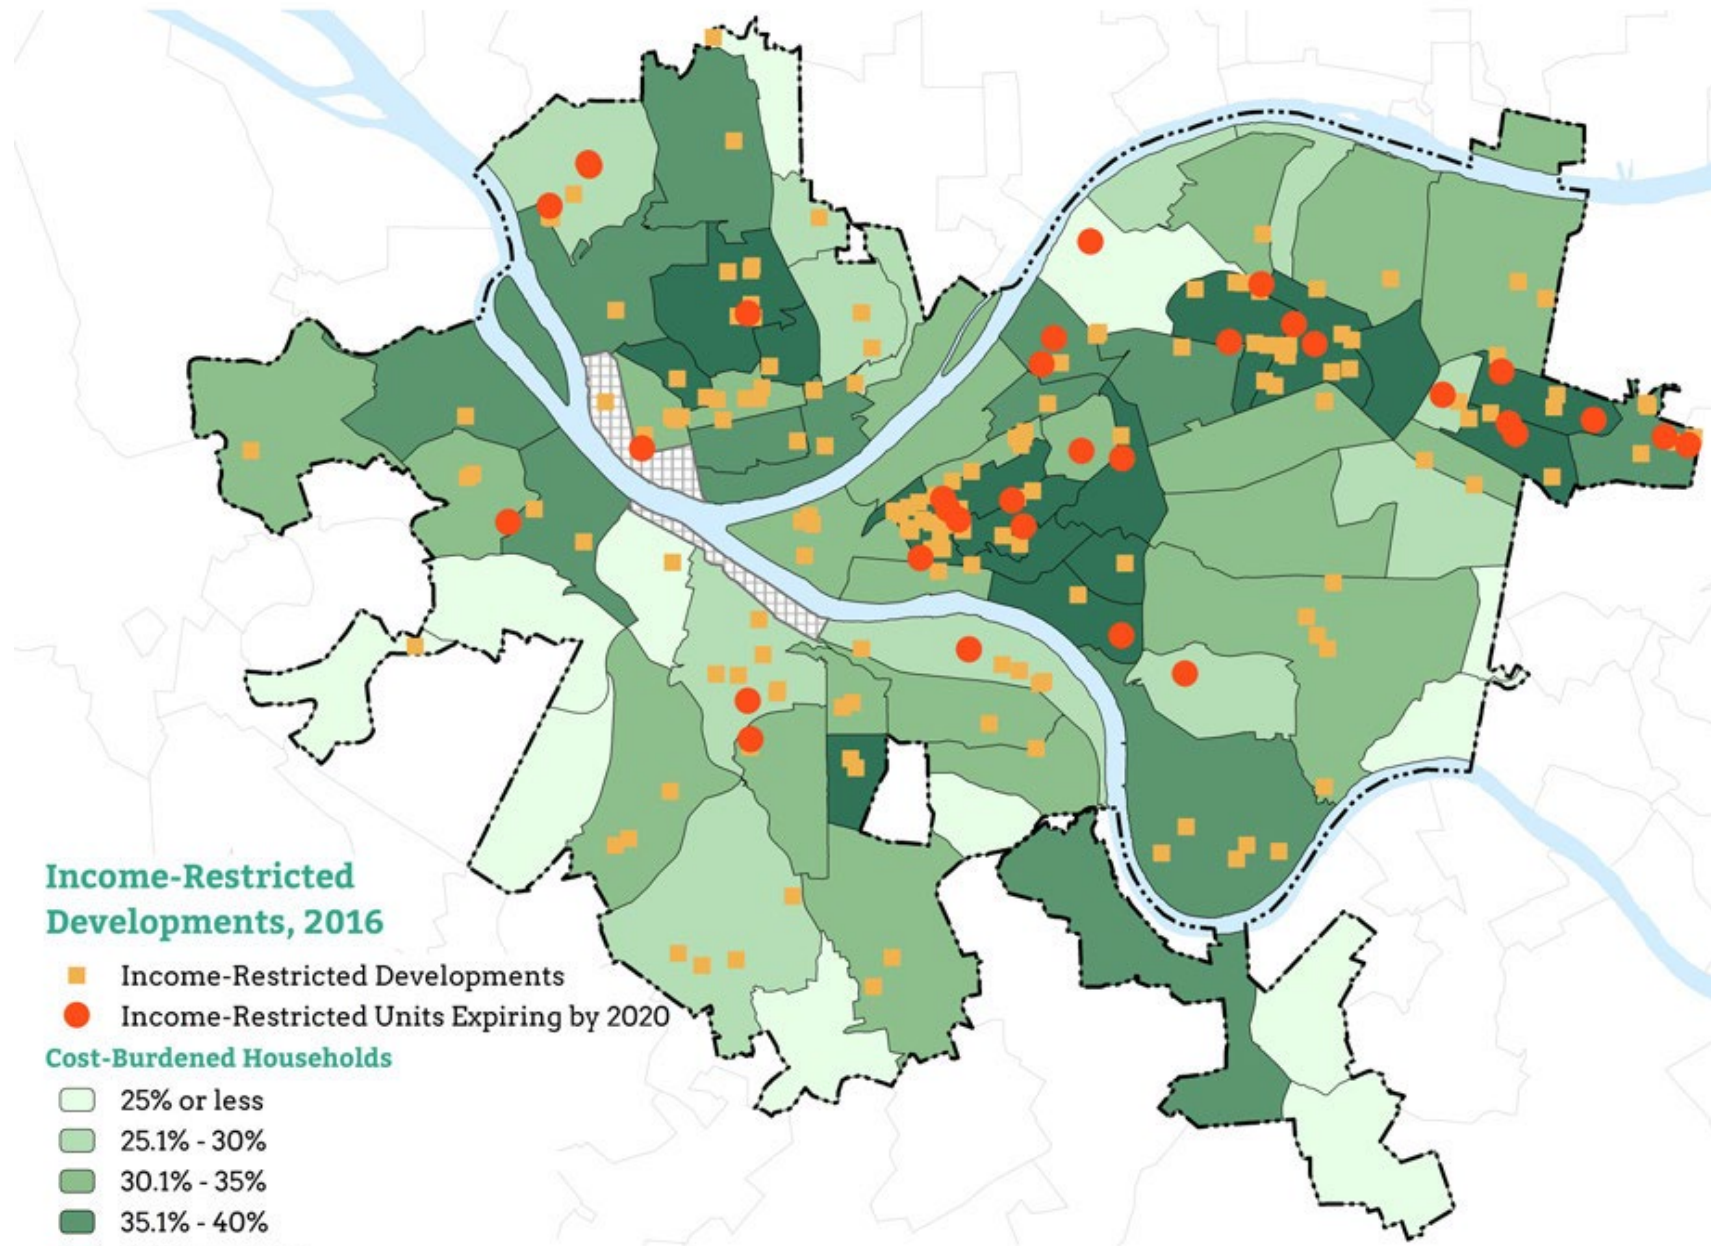 Income-Restricted
Developments, 2016
Income-Restricted Developments
Income-Restricted Units Expiring by 2020
Cost-Burdened Households
25% or less
25.1% - 30%
30.1% - 35%
35.1% - 40%